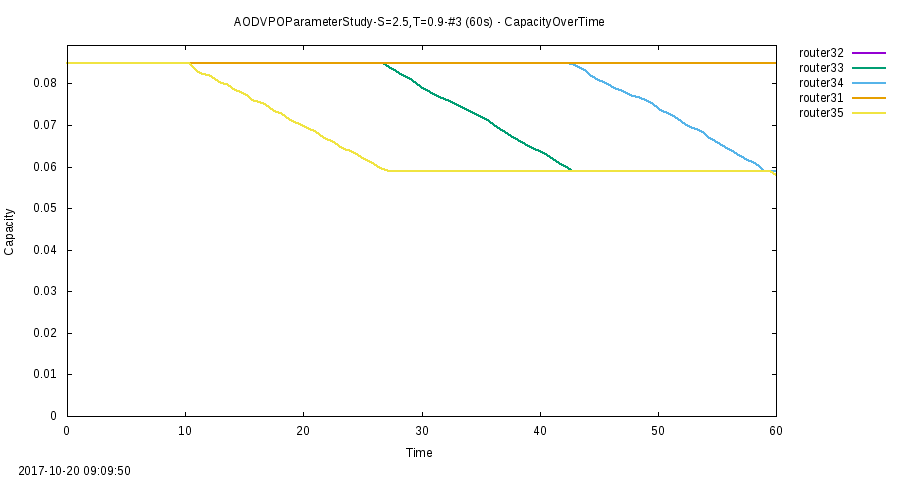 AODVPOParameterStudy-S=2.5,T=0.9-#3 (60s) - CapacityOverTime
router32
router33
router34
router31
router35
0.08
0.07
0.06
0.05
0.04
0.03
0.02
0.01
0
Capacity
0 10 20 30 40 50 60
Time
2017-10-20 09:09:50